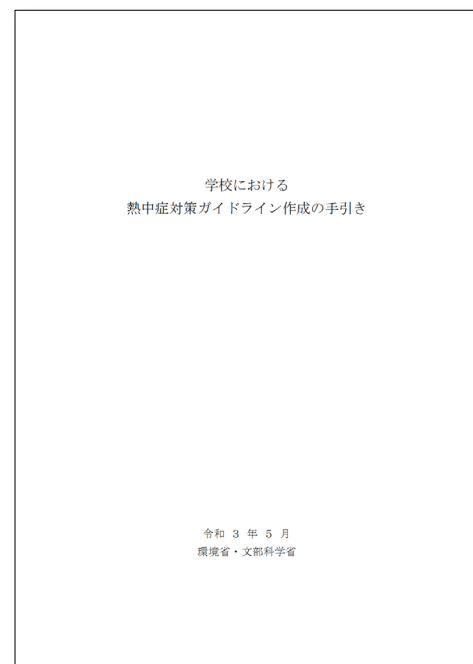 学校における
熱中症対策ガイドライン作成の手引き
令和 3 年 5 月
環境省・文部科学省